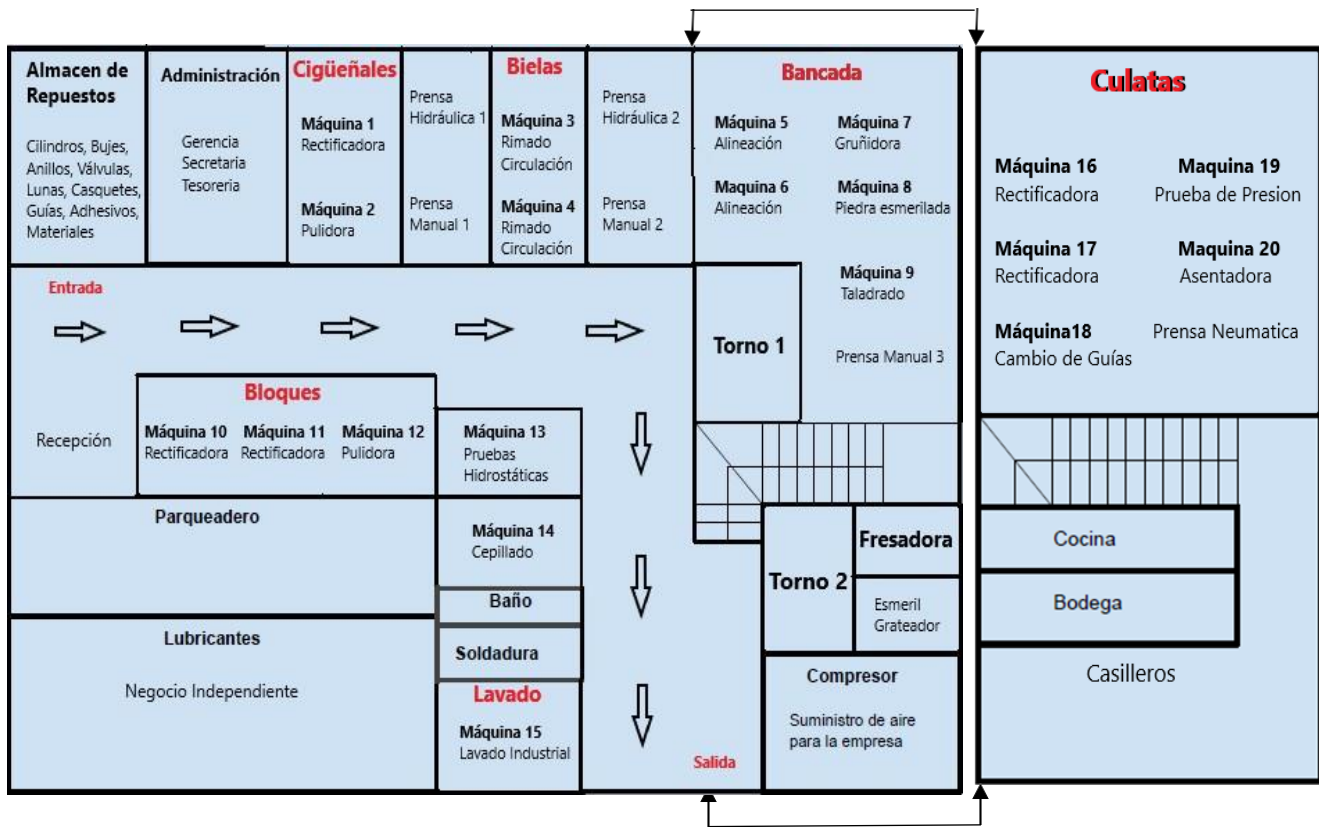 Almacen de
Repuestos
Cilindros, Bujes,
Anillos, Válvulas,
Lunas, Casquetes,
Guías, Adhesivos,
Materiales
Administración
Gerencia
Secretaria
Tesoreria
Cigüeñales
Máquina 1
Rectificadora
Máquina 2
Pulidora
Prensa
Hidráulica 1
Prensa
Manual 1
Bielas
Máquina 3
Rimado
Circulación
Máquina 4
Rimado
Circulación
Prensa
Hidráulica 2
Prensa
Manual 2
Bancada
Máquina 5
Alineación
Maquina 6
Alineación
Máquina 7
Gruñidora
Máquina 8
Piedra esmerilada
Máquina 9
Taladrado
Prensa Manual 3
Torno 1
Culatas
Máquina 16
Rectificadora
Máquina 17
Rectificadora
Máquina18
Cambio de Guías
Maquina 19
Prueba de Presion
Maquina 20
Asentadora
Prensa Neumatica
Entrada
Recepción
Bloques
Máquina 10
Rectificadora
Máquina 11
Rectificadora
Máquina 12
Pulidora
Máquina 13
Pruebas
Hidrostáticas
Parqueadero
Máquina 14
Cepillado
Baño
Soldadura
Lubricantes
Negocio Independiente
Lavado
Máquina 15
Lavado Industrial
Salida
Torno 2
Fresadora
Esmeril
Grateador
Compresor
Suministro de aire
para la empresa
Cocina
Bodega
Casilleros